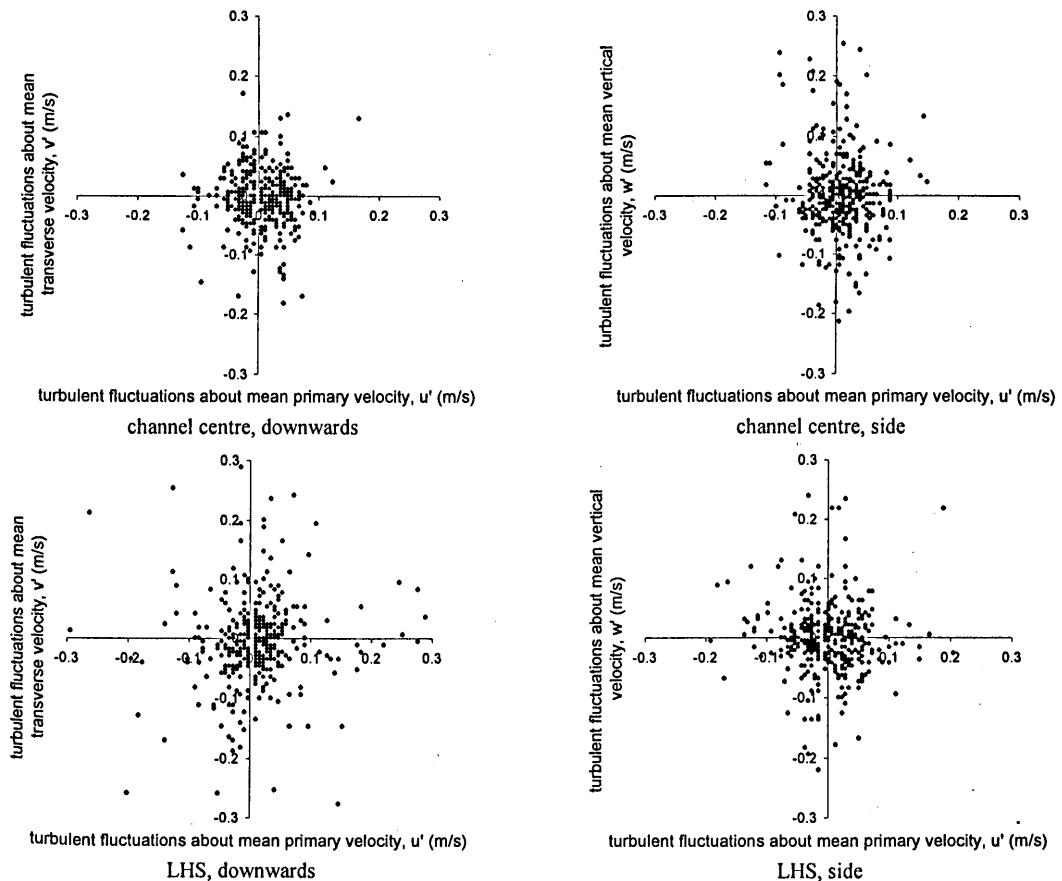 turbulent fluctuations about mean
transverse velocity, v' (m/s)
0.3
0.2
0.1
-0.3 -0.2 -0.1 0.1 0.2 0.3
-0.1
-0.2
-0.3
turbulent fluctuations about mean primary velocity, u' (m/s)
channel centre, downwards
turbulent fluctuations about mean vertical
velocity, w' (m/s)
0.3
0.2
0.1
-0.3 -0.2 -0.1 0.1 0.2 0.3
-0.1
-0.2
-0.3
turbulent fluctuations about mean primary velocity, u' (m/s)
channel centre, side
turbulent fluctuations about mean
transverse velocity, v' (m/s)
0.3
0.2
0.1
-0.3 -0.2 -0.1 0.1 0.2 0.3
-0.1
-0.2
-0.3
turbulent fluctuations about mean primary velocity, u' (m/s)
LHS, downwards
turbulent fluctuations about mean vertical
velocity, w' (m/s)
0.3
0.2
0.1
-0.3 -0.2 -0.1 0.1 0.2 0.3
-0.1
-0.2
-0.3
turbulent fluctuations about mean primary velocity, u' (m/s)
LHS, side